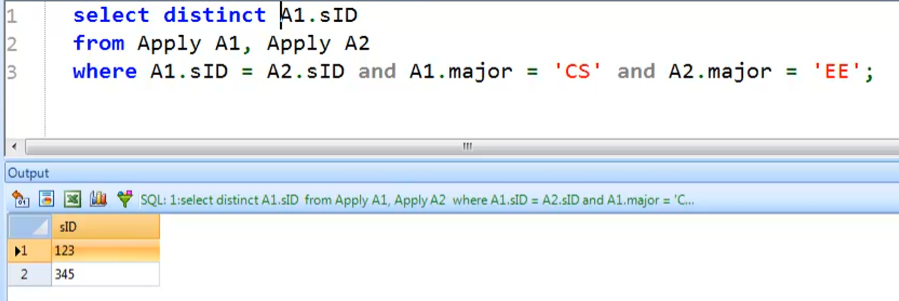 1 select distinct A1.sID
2 from Apply A1, Apply A2
3 where A1.sID = A2.sID and A1.major = 'CS' and A2.major = 'EE';
Output
SQL: 1:select distinct A1.sID from Apply A1, Apply A2 where A1.sID = A2.sID and A1.major = 'C...
sID
1 123
2 345